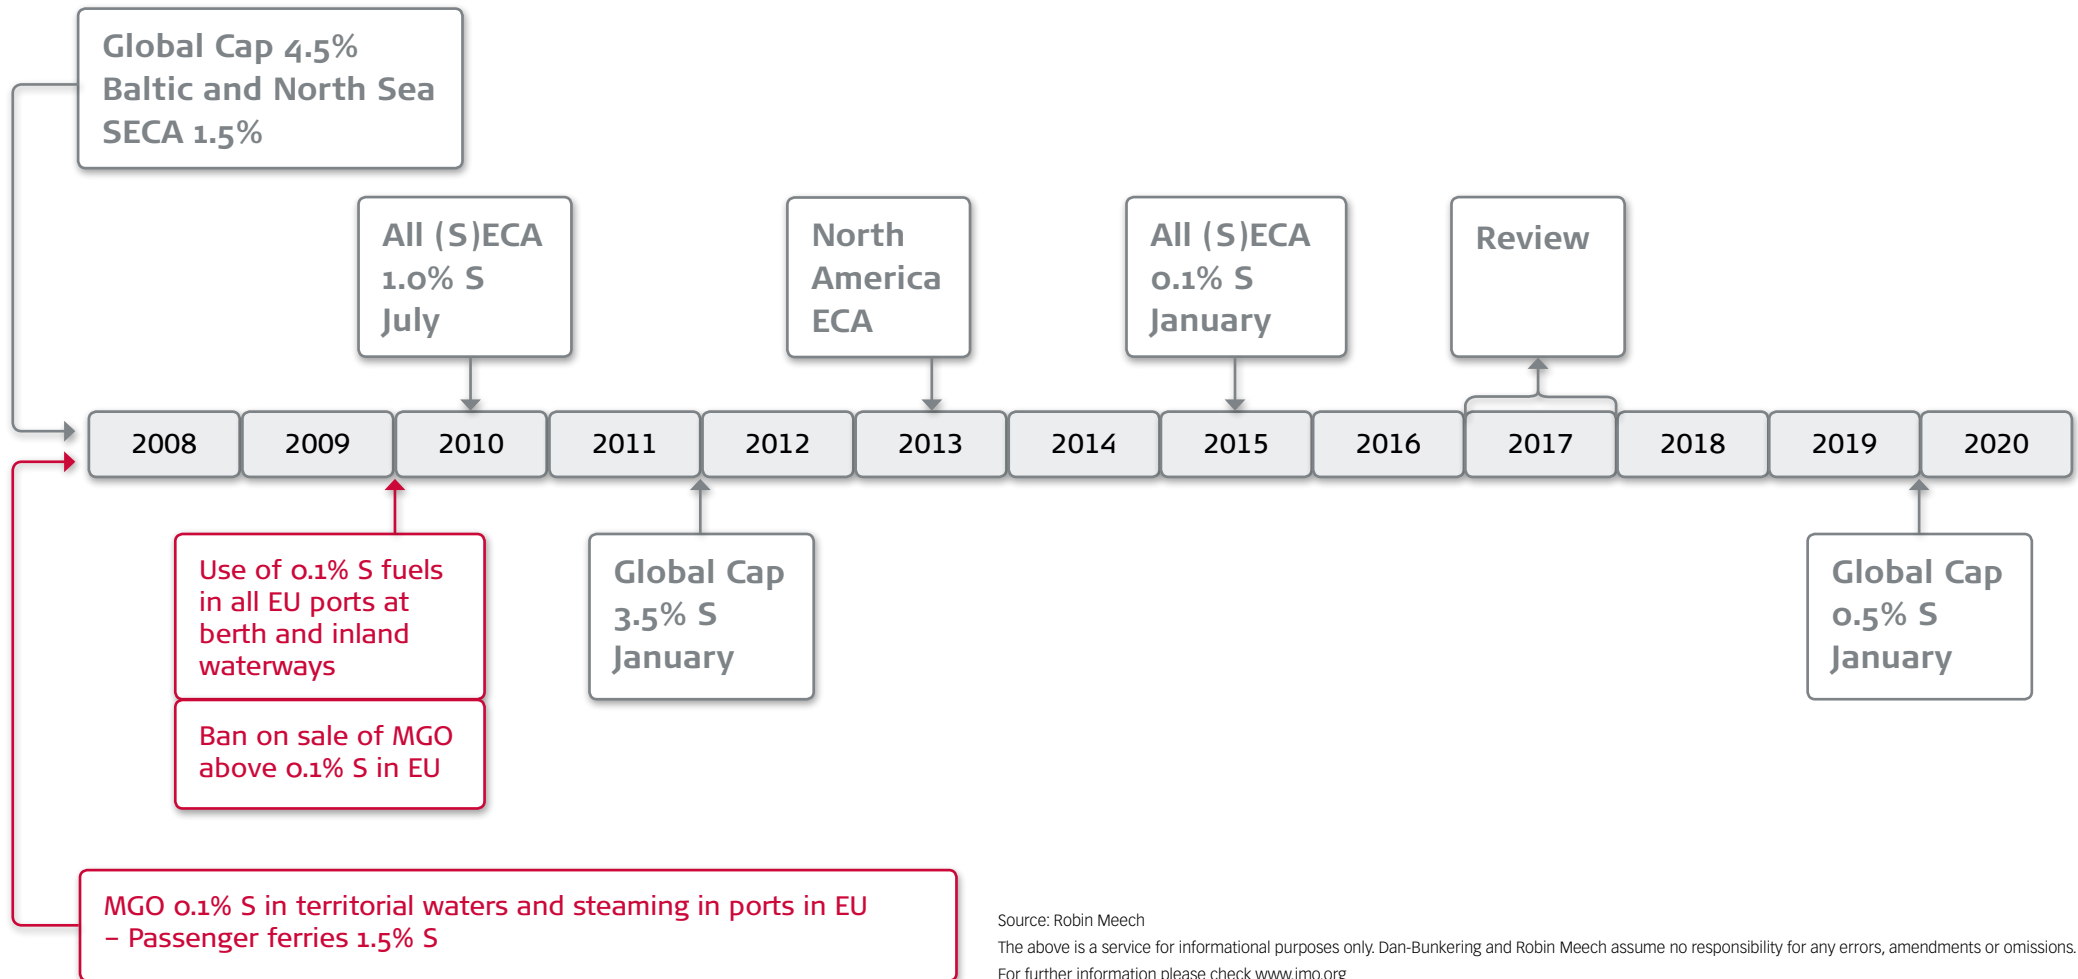 Global Cap 4.5%
Baltic and North Sea
SECA 1.5%
All (S)ECA
1.0% S
July
North
America
ECA
All (S)ECA
0.1% S
January
Review
2008
2009
2010
2011
2012
2013
2014
2015
2016
2017
2018
2019
2020
Use of 0.1% S fuels
in all EU ports at
berth and inland
waterways
Ban on sale of MGO
above 0.1% S in EU
Global Cap
3.5% S
January
Global Cap
0.5% S
January
MGO 0.1% S in territorial waters and steaming in ports in EU
– Passenger ferries 1.5% S
Source: Robin Meech
The above is a service for informational purposes only. Dan-Bunkering and Robin Meech assume no responsibility for any errors, amendments or omissions.
For further information please check www.imo.org